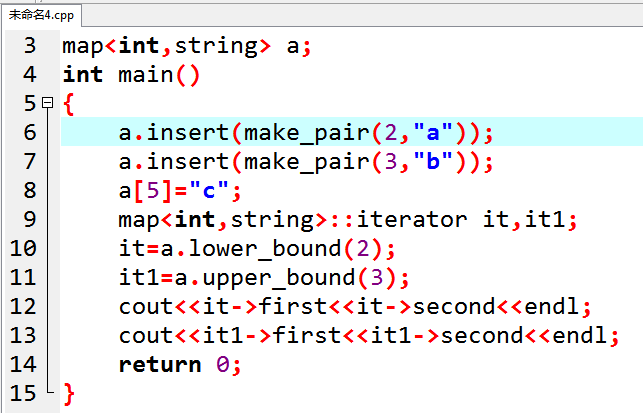 未命名4.cpp
3 map<int,string> a;
4 int main()
5 {
6 a.insert(make_pair(2,"a"));
7 a.insert(make_pair(3,"b"));
8 a[5]="c";
9 map<int,string>::iterator it,it1;
10 it=a.lower_bound(2);
11 it1=a.upper_bound(3);
12 cout<<it->first<<it->second<<endl;
13 cout<<it1->first<<it1->second<<endl;
14 return 0;
15 }